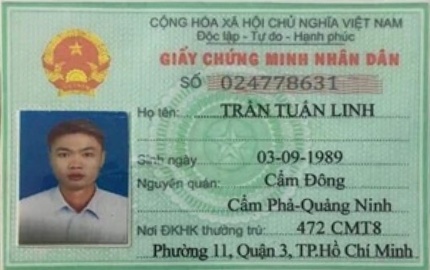 CỘNG HÒA XÃ HỘI CHỦ NGHĨA VIỆT NAM
Độc lập - Tự do - Hạnh phúc
GIẤY CHỨNG MINH NHÂN DÂN
SỐ 024778631
Họ tên: TRẦN TUẬN LINH
Sinh ngày 03-09-1989
Nguyên quán: Cẩm Đông
Cẩm Phả-Quảng Ninh
Nơi ĐKHK thường trú: 472 CMT8
Phường 11, Quận 3, TP.Hồ Chí Minh